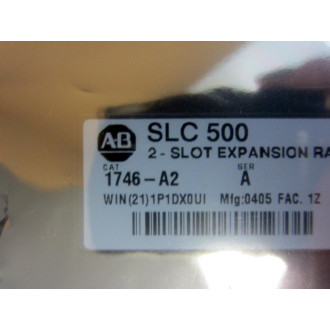 AB SLC 500
2 - SLOT EXPANSION RA
CAT SER
1746-A2 A
WIN(21)1P1DX0UI Mfg:0405 FAC. 1Z